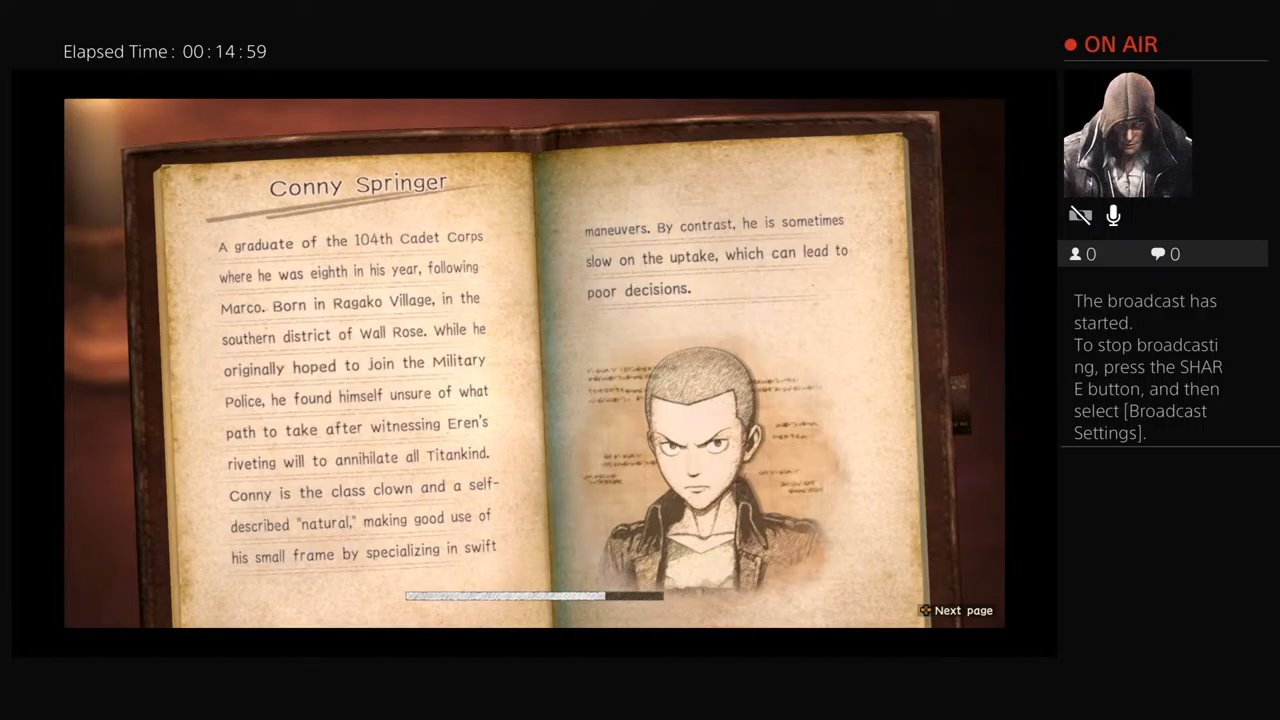 Elapsed Time: 00:14:59
ON AIR
0
0
The broadcast has
started.
To stop broadcasti
ng, press the SHAR
E button, and then
select [Broadcast
Settings].
Conny Springer
A graduate of the 104th Cadet Corps
where he was eighth in his year, following
Marco. Born in Ragako Village, in the
southern district of Wall Rose. While he
originally hoped to join the Military
Police, he found himself unsure of what
path to take after witnessing Eren's
riveting will to annihilate all Titankind.
Conny is the class clown and a self-
described "natural," making good use of
his small frame by specializing in swift
maneuvers. By contrast, he is sometimes
slow on the uptake, which can lead to
poor decisions.
Next page